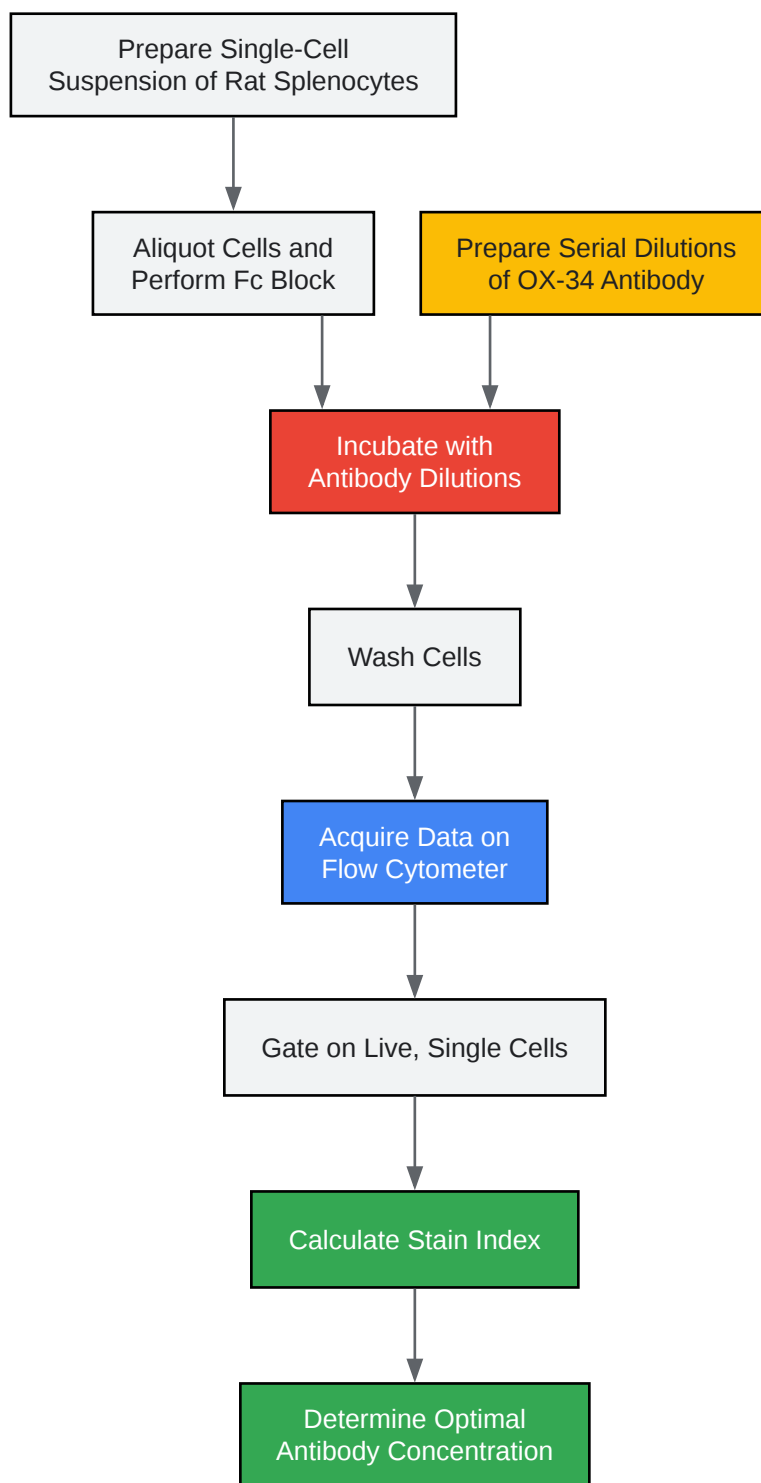 Prepare Single-Cell
Suspension of Rat Splenocytes
Aliquot Cells and
Perform Fc Block
Prepare Serial Dilutions
of OX-34 Antibody
Incubate with
Antibody Dilutions
Wash Cells
Acquire Data on
Flow Cytometer
Gate on Live, Single Cells
Calculate Stain Index
Determine Optimal
Antibody Concentration